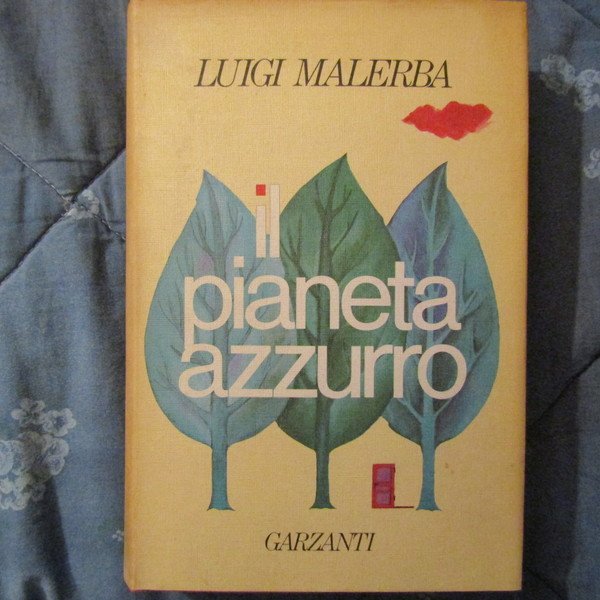 LUIGI MALERBA
il
pianeta
azzurro
GARZANTI